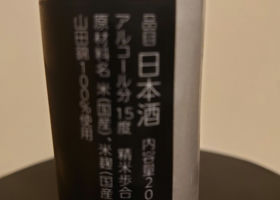 品目 日本酒 内容量20
アルコール分 15度 精米歩合
原材料名 米(国産)、米麹(国産
山田錦100%使用